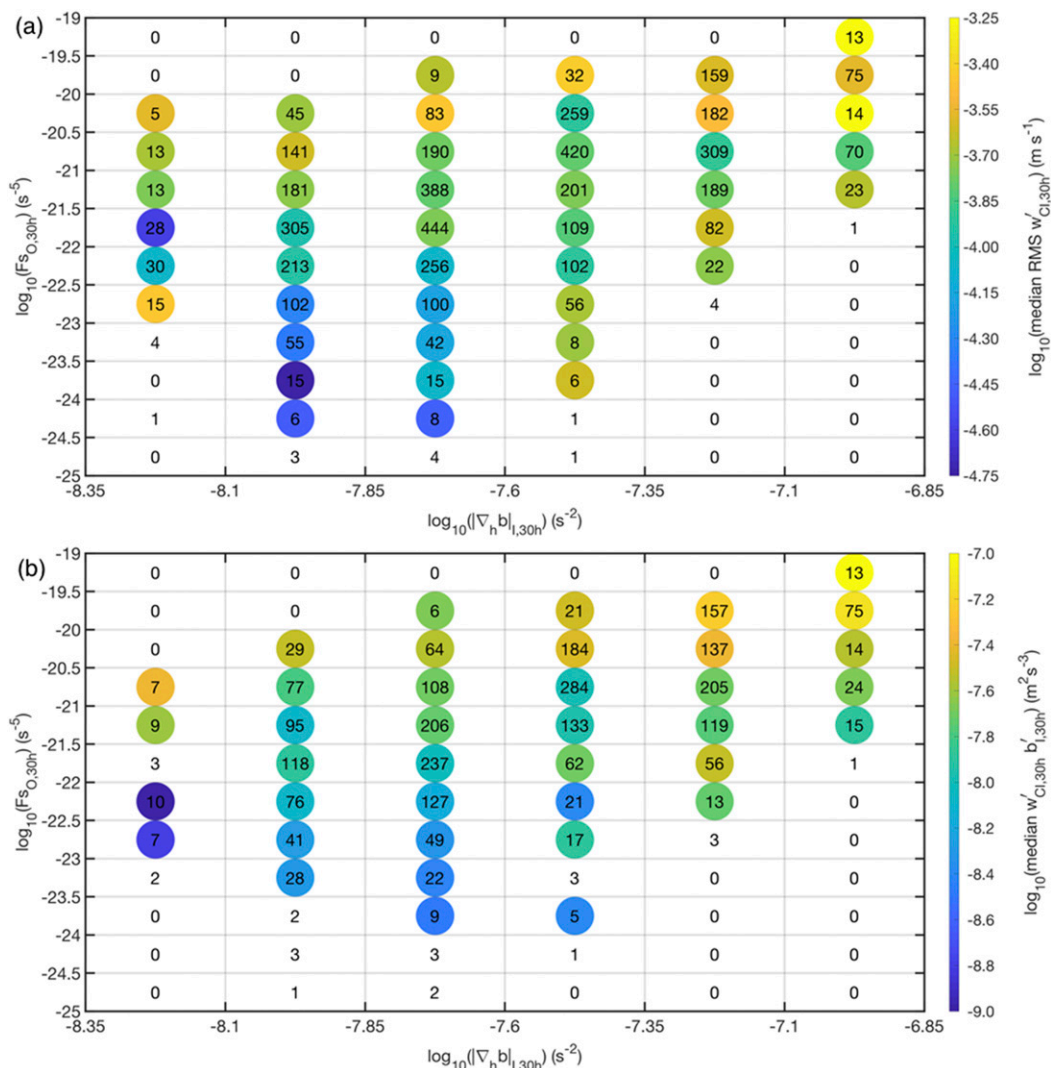 (a)
-19
0 0 0 0 0 13
-19.5
0 0 9 32 159 75
-20
5 45 83 259 182 14
-20.5
13 141 190 420 309 70
-21
13 181 388 201 189 23
-21.5
28 305 444 109 82 1
-22
30 213 256 102 22 0
-22.5
15 102 100 56 4 0
-23
4 55 42 8 0 0
-23.5
0 15 15 6 0 0
-24
1 6 8 1 0 0
-24.5
0 3 4 1 0 0
-25
-8.35 -8.1 -7.85 -7.6 -7.35 -7.1 -6.85
log10(|∇hb|I,30h) (s-2)
log10(FsO,30h) (s-5)
-3.25
-3.40
-3.55
-3.70
-3.85
-4.00
-4.15
-4.30
-4.45
-4.60
-4.75
log10(median RMS w′CI,30h) (m s-1)
(b)
-19
0 0 0 0 0 13
-19.5
0 0 6 21 157 75
-20
0 29 64 184 137 14
-20.5
7 77 108 284 205 24
-21
9 95 206 133 119 15
-21.5
3 118 237 62 56 1
-22
10 76 127 21 13 0
-22.5
7 41 49 17 3 0
-23
2 28 22 3 0 0
-23.5
0 2 9 5 0 0
-24
0 3 3 1 0 0
-24.5
0 1 2 0 0 0
-25
-8.35 -8.1 -7.85 -7.6 -7.35 -7.1 -6.85
log10(|∇hb|I,30h) (s-2)
log10(FsO,30h) (s-5)
-7.0
-7.2
-7.4
-7.6
-7.8
-8.0
-8.2
-8.4
-8.6
-8.8
-9.0
log10(median w′CI,30h b′I,30h) (m2s-3)